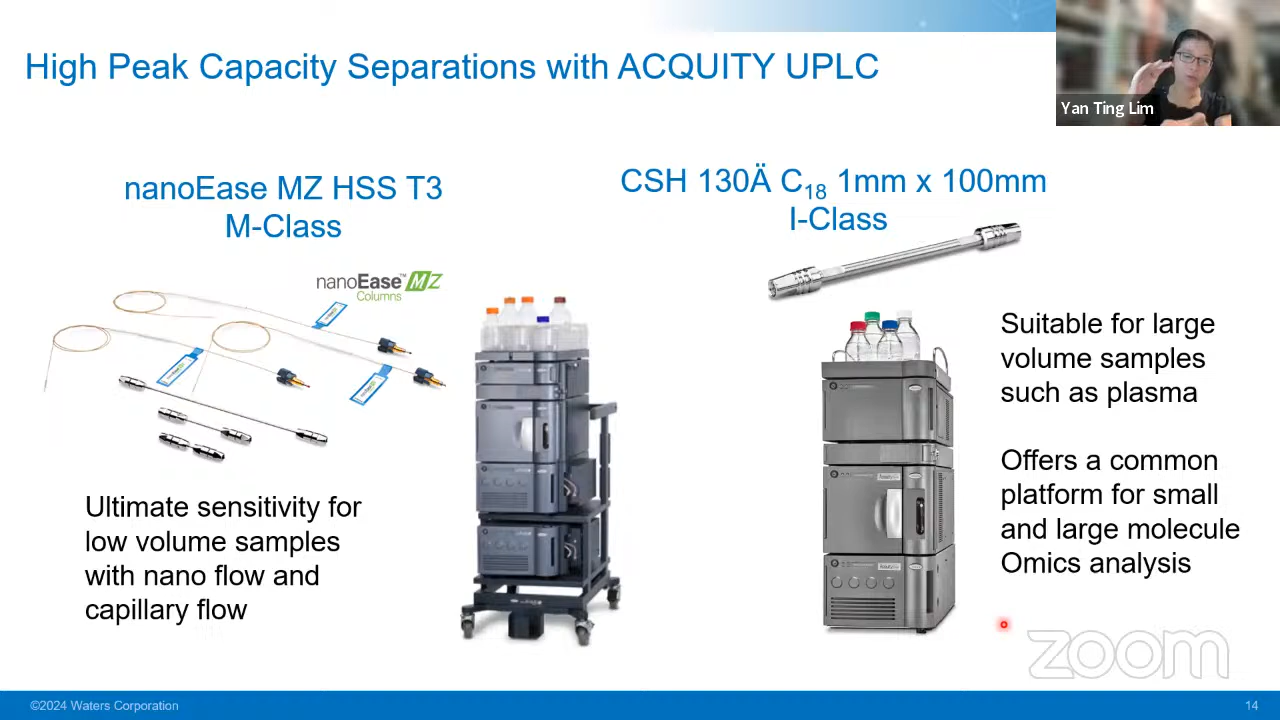 High Peak Capacity Separations with ACQUITY UPLC
Yan Ting Lim
nanoEase MZ HSS T3
M-Class
CSH 130Ä C18 1mm x 100mm
I-Class
nanoEase™ MZ
Columns
Ultimate sensitivity for
low volume samples
with nano flow and
capillary flow
Suitable for large
volume samples
such as plasma
Offers a common
platform for small
and large molecule
Omics analysis
zoom
©2024 Waters Corporation
14